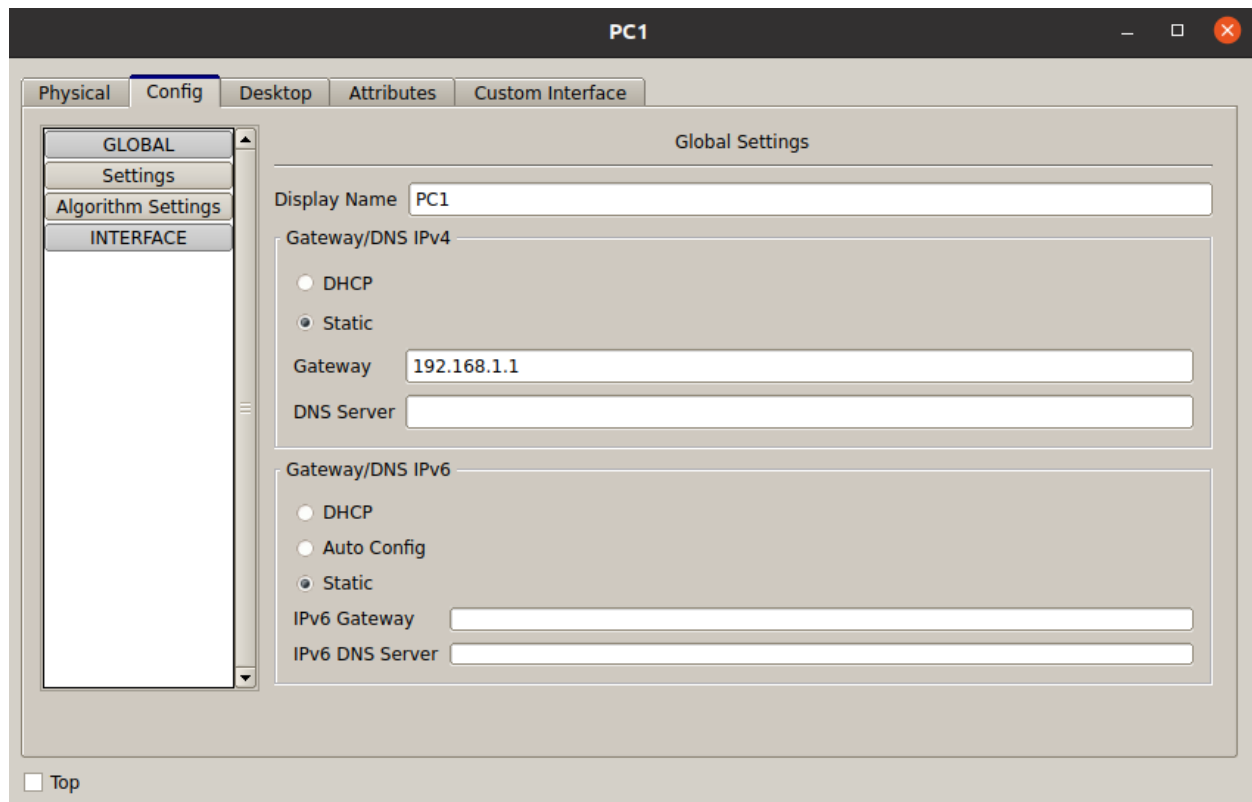 PC1
Physical Config Desktop Attributes Custom Interface
GLOBAL
Settings
Algorithm Settings
INTERFACE
Global Settings
Display Name PC1
Gateway/DNS IPv4
DHCP
Static
Gateway 192.168.1.1
DNS Server
Gateway/DNS IPv6
DHCP
Auto Config
Static
IPv6 Gateway
IPv6 DNS Server
Top